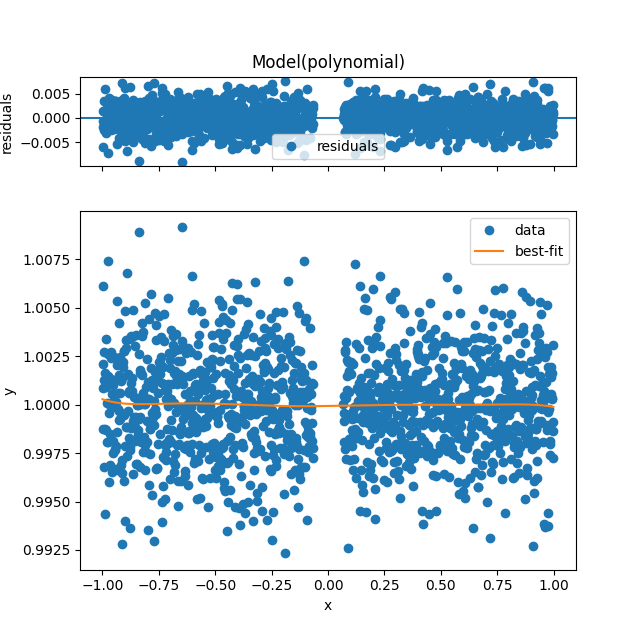 Model(polynomial)
residuals
0.005
0.000
−0.005
residuals
y
1.0075
1.0050
1.0025
1.0000
0.9975
0.9950
0.9925
data
best-fit
−1.00 −0.75 −0.50 −0.25 0.00 0.25 0.50 0.75 1.00
x